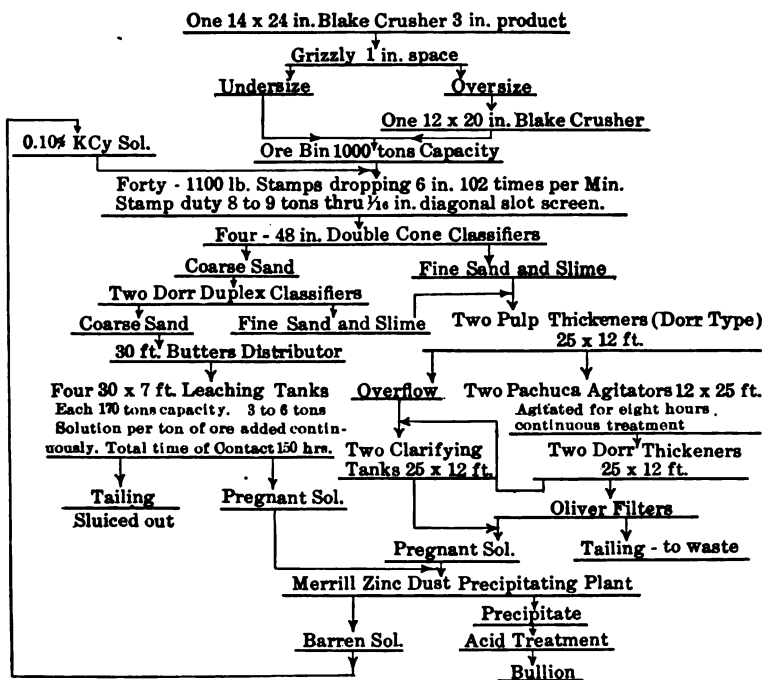 One 14 x 24 in. Blake Crusher 3 in. product
Grizzly 1 in. space
Undersize
Oversize
One 12 x 20 in. Blake Crusher
0.10% KCy Sol.
Ore Bin 1000 tons Capacity
Forty - 1100 lb. Stamps dropping 6 in. 102 times per Min.
Stamp duty 8 to 9 tons thru 1/16 in. diagonal slot screen.
Four - 48 in. Double Cone Classifiers
Coarse Sand
Fine Sand and Slime
Two Dorr Duplex Classifiers
Coarse Sand
Fine Sand and Slime
Two Pulp Thickeners (Dorr Type)
25 x 12 ft.
30 ft. Butters Distributor
Four 30 x 7 ft. Leaching Tanks
Each 170 tons capacity. 3 to 6 tons
Solution per ton of ore added contin-
uously. Total time of Contact 150 hrs.
Overflow
Two Pachuca Agitators 12 x 25 ft.
Agitated for eight hours.
continuous treatment
Two Clarifying
Tanks 25 x 12 ft.
Two Dorr Thickeners
25 x 12 ft.
Tailing
Sluiced out
Pregnant Sol.
Oliver Filters
Pregnant Sol.
Tailing - to waste
Merrill Zinc Dust Precipitating Plant
Precipitate
Barren Sol.
Acid Treatment
Bullion